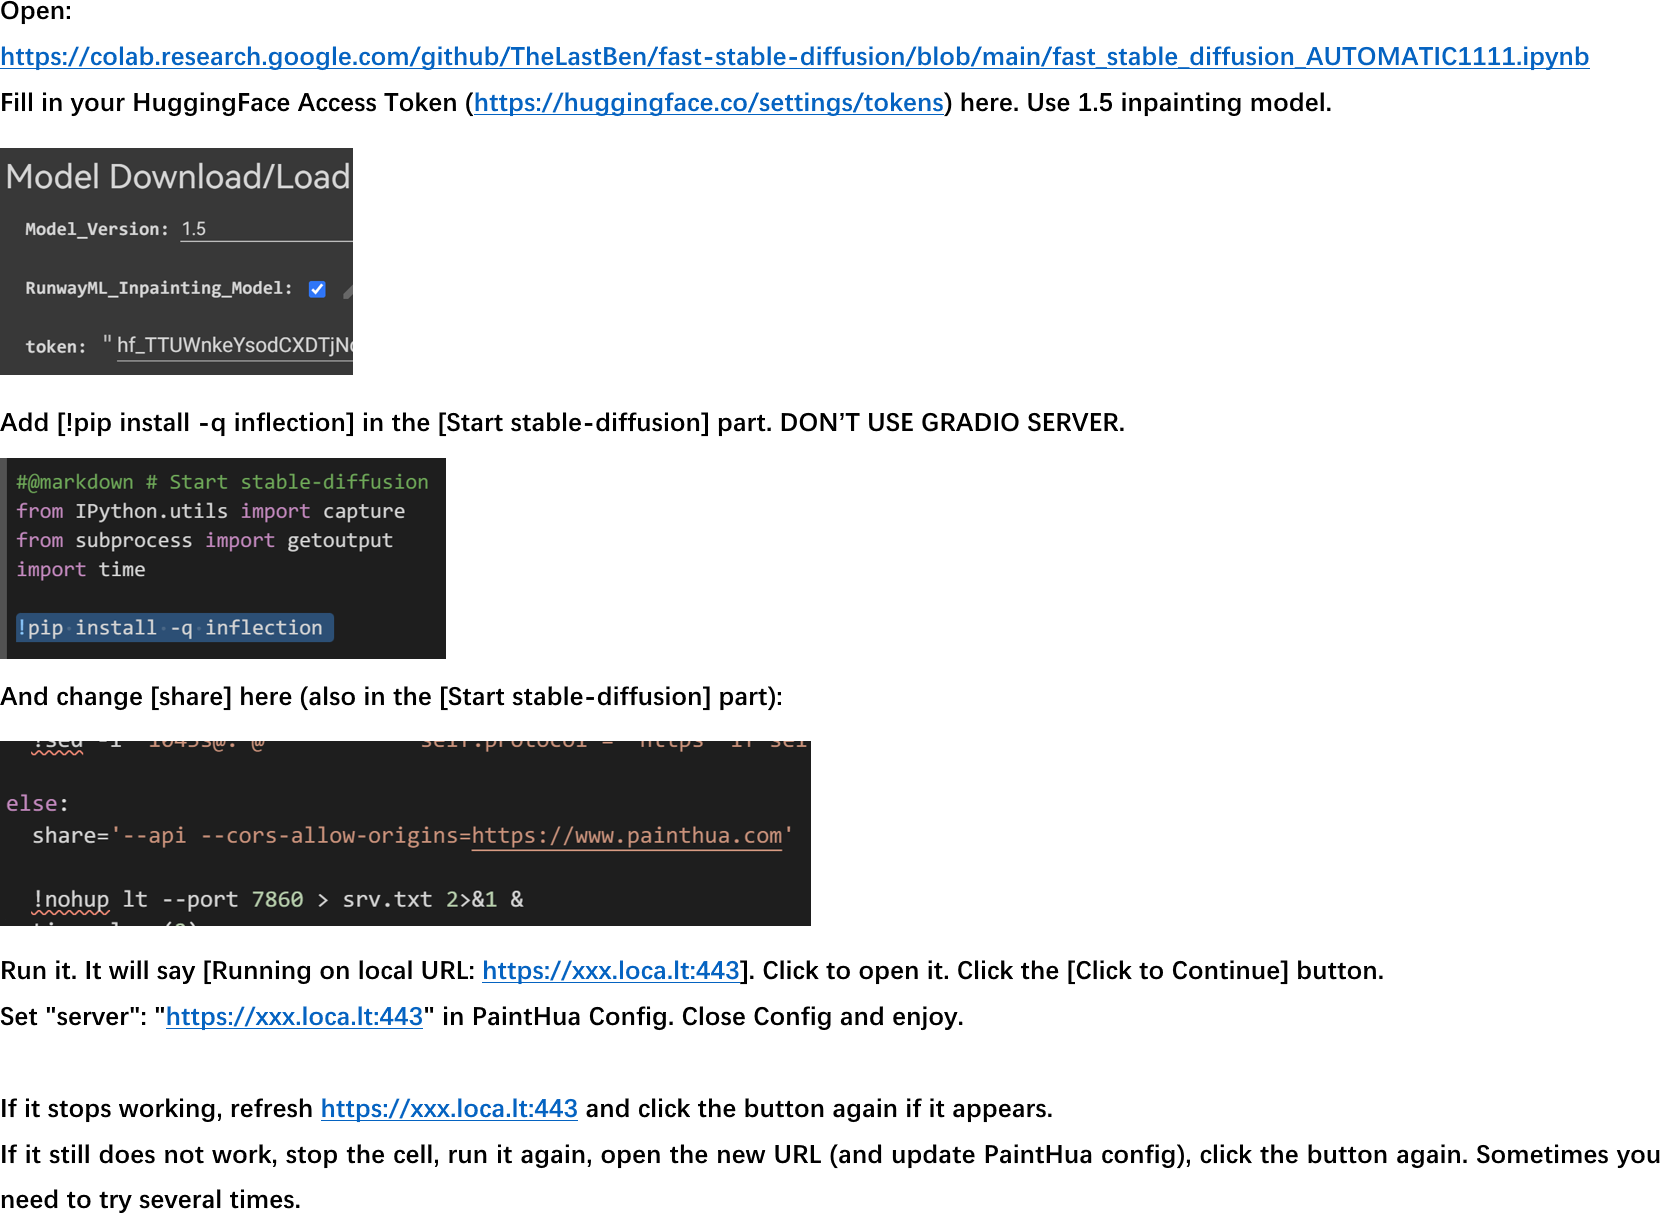 Open:
https://colab.research.google.com/github/TheLastBen/fast-stable-diffusion/blob/main/fast_stable_diffusion_AUTOMATIC1111.ipynb
Fill in your HuggingFace Access Token (https://huggingface.co/settings/tokens) here. Use 1.5 inpainting model.
Model Download/Load
Model_Version: 1.5
RunwayML_Inpainting_Model:
token: "hf_TTUWnkeYsodCXDTjN
Add [!pip install -q inflection] in the [Start stable-diffusion] part. DON’T USE GRADIO SERVER.
#@markdown # Start stable-diffusion
from IPython.utils import capture
from subprocess import getoutput
import time
!pip install -q inflection
And change [share] here (also in the [Start stable-diffusion] part):
else:
share='--api --cors-allow-origins=https://www.painthua.com'
!nohup lt --port 7860 > srv.txt 2>&1 &
Run it. It will say [Running on local URL: https://xxx.loca.lt:443]. Click to open it. Click the [Click to Continue] button.
Set "server": "https://xxx.loca.lt:443" in PaintHua Config. Close Config and enjoy.
If it stops working, refresh https://xxx.loca.lt:443 and click the button again if it appears.
If it still does not work, stop the cell, run it again, open the new URL (and update PaintHua config), click the button again. Sometimes you
need to try several times.